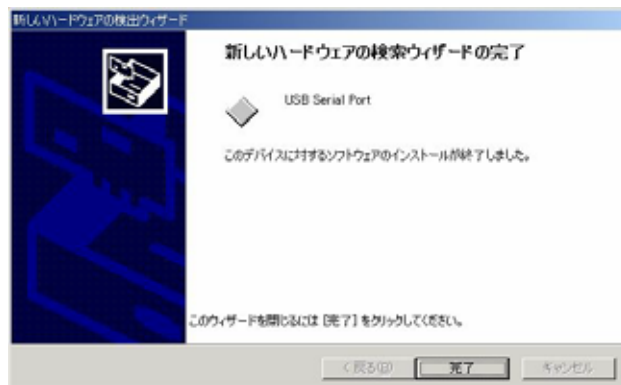 新しいハードウェアの検出ウィザード
新しいハードウェアの検索ウィザードの完了
USB Serial Port
このデバイスに対するソフトウェアのインストールが終了しました。
このウィザードを閉じるには [完了] をクリックしてください。
< 戻る(B)
完了
キャンセル